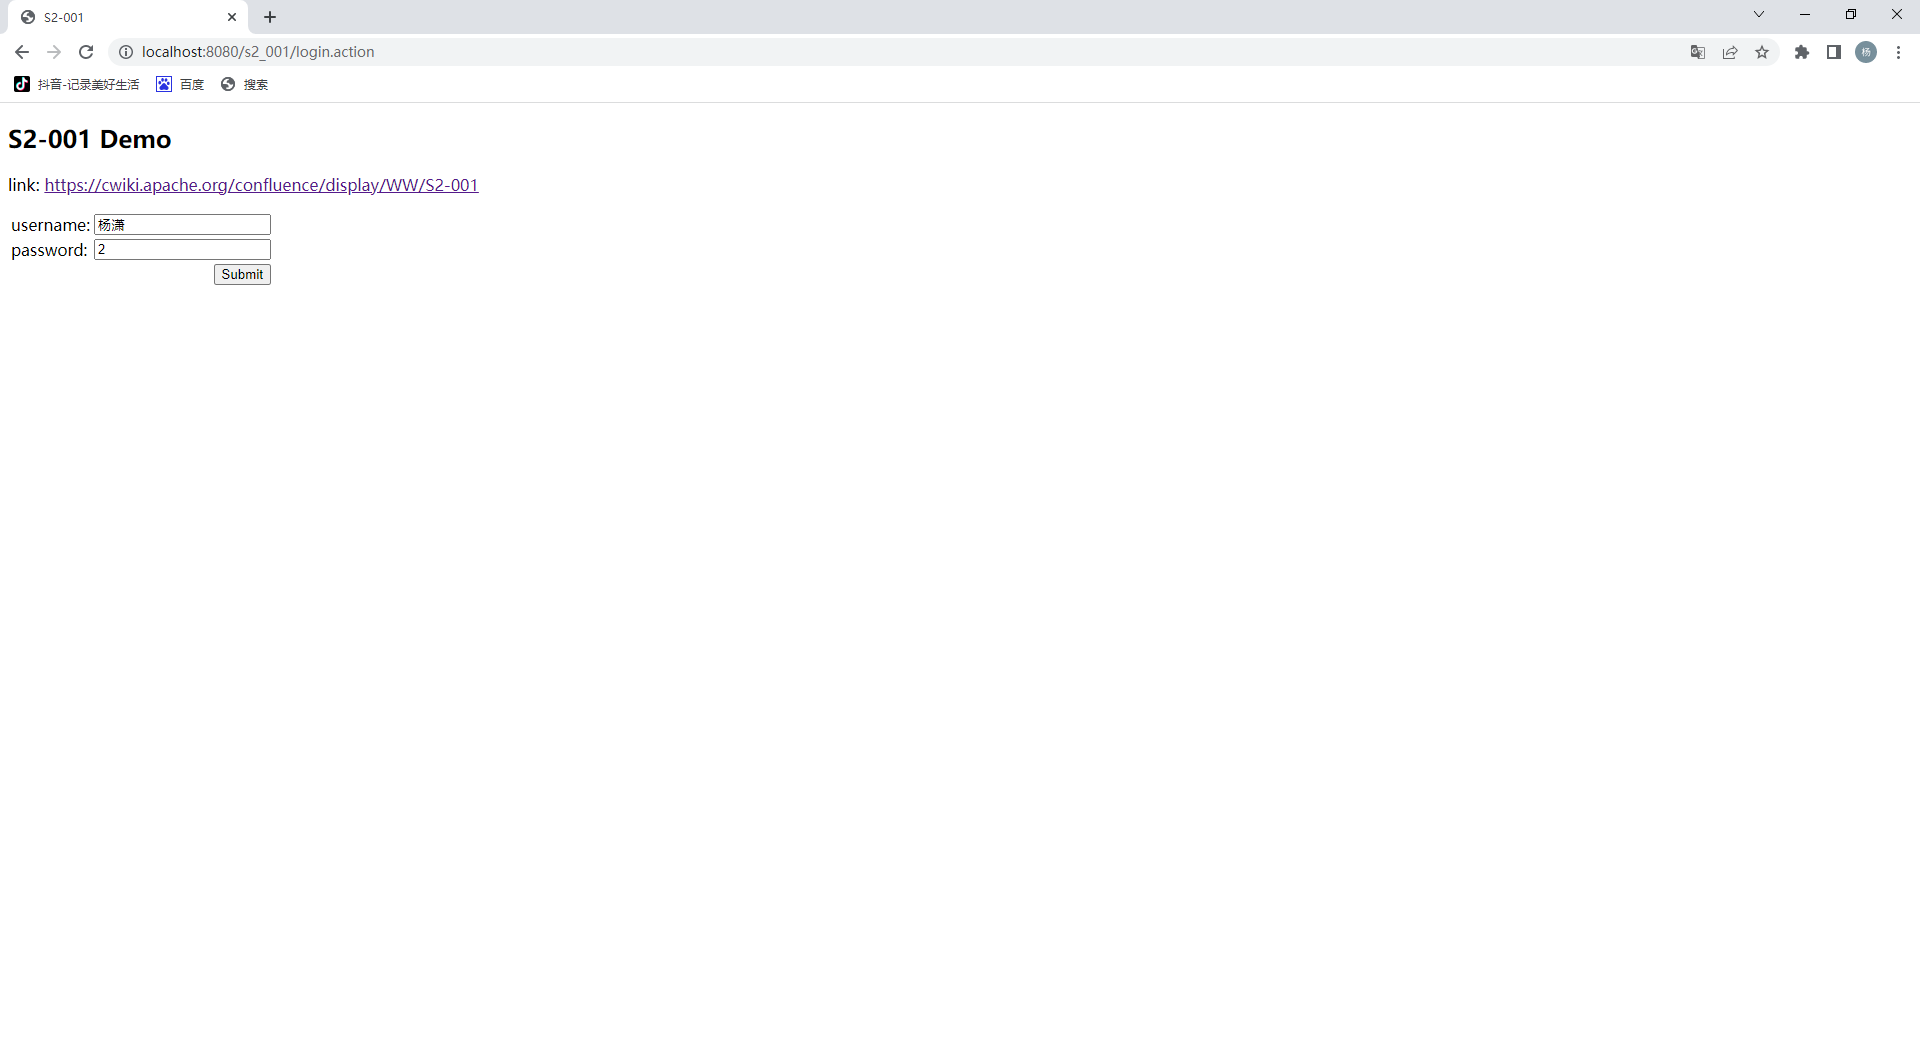 S2-001
localhost:8080/s2_001/login.action
杨
抖音-记录美好生活 百度 搜索
S2-001 Demo
link: https://cwiki.apache.org/confluence/display/WW/S2-001
username: 杨潇
password: 2
Submit